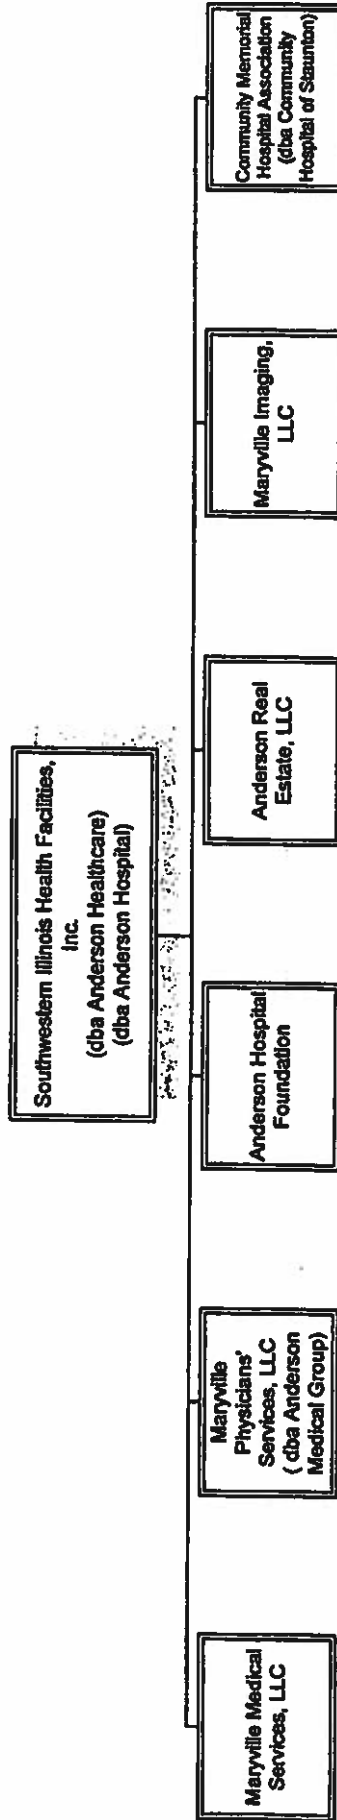 Southwestern Illinois Health Facilities,
Inc.
(dba Anderson Healthcare)
(dba Anderson Hospital)
Maryville Medical
Services, LLC
Maryville
Physicians'
Services, LLC
( dba Anderson
Medical Group)
Anderson Hospital
Foundation
Anderson Real
Estate, LLC
Maryville Imaging,
LLC
Community Memorial
Hospital Association
(dba Community
Hospital of Staunton)